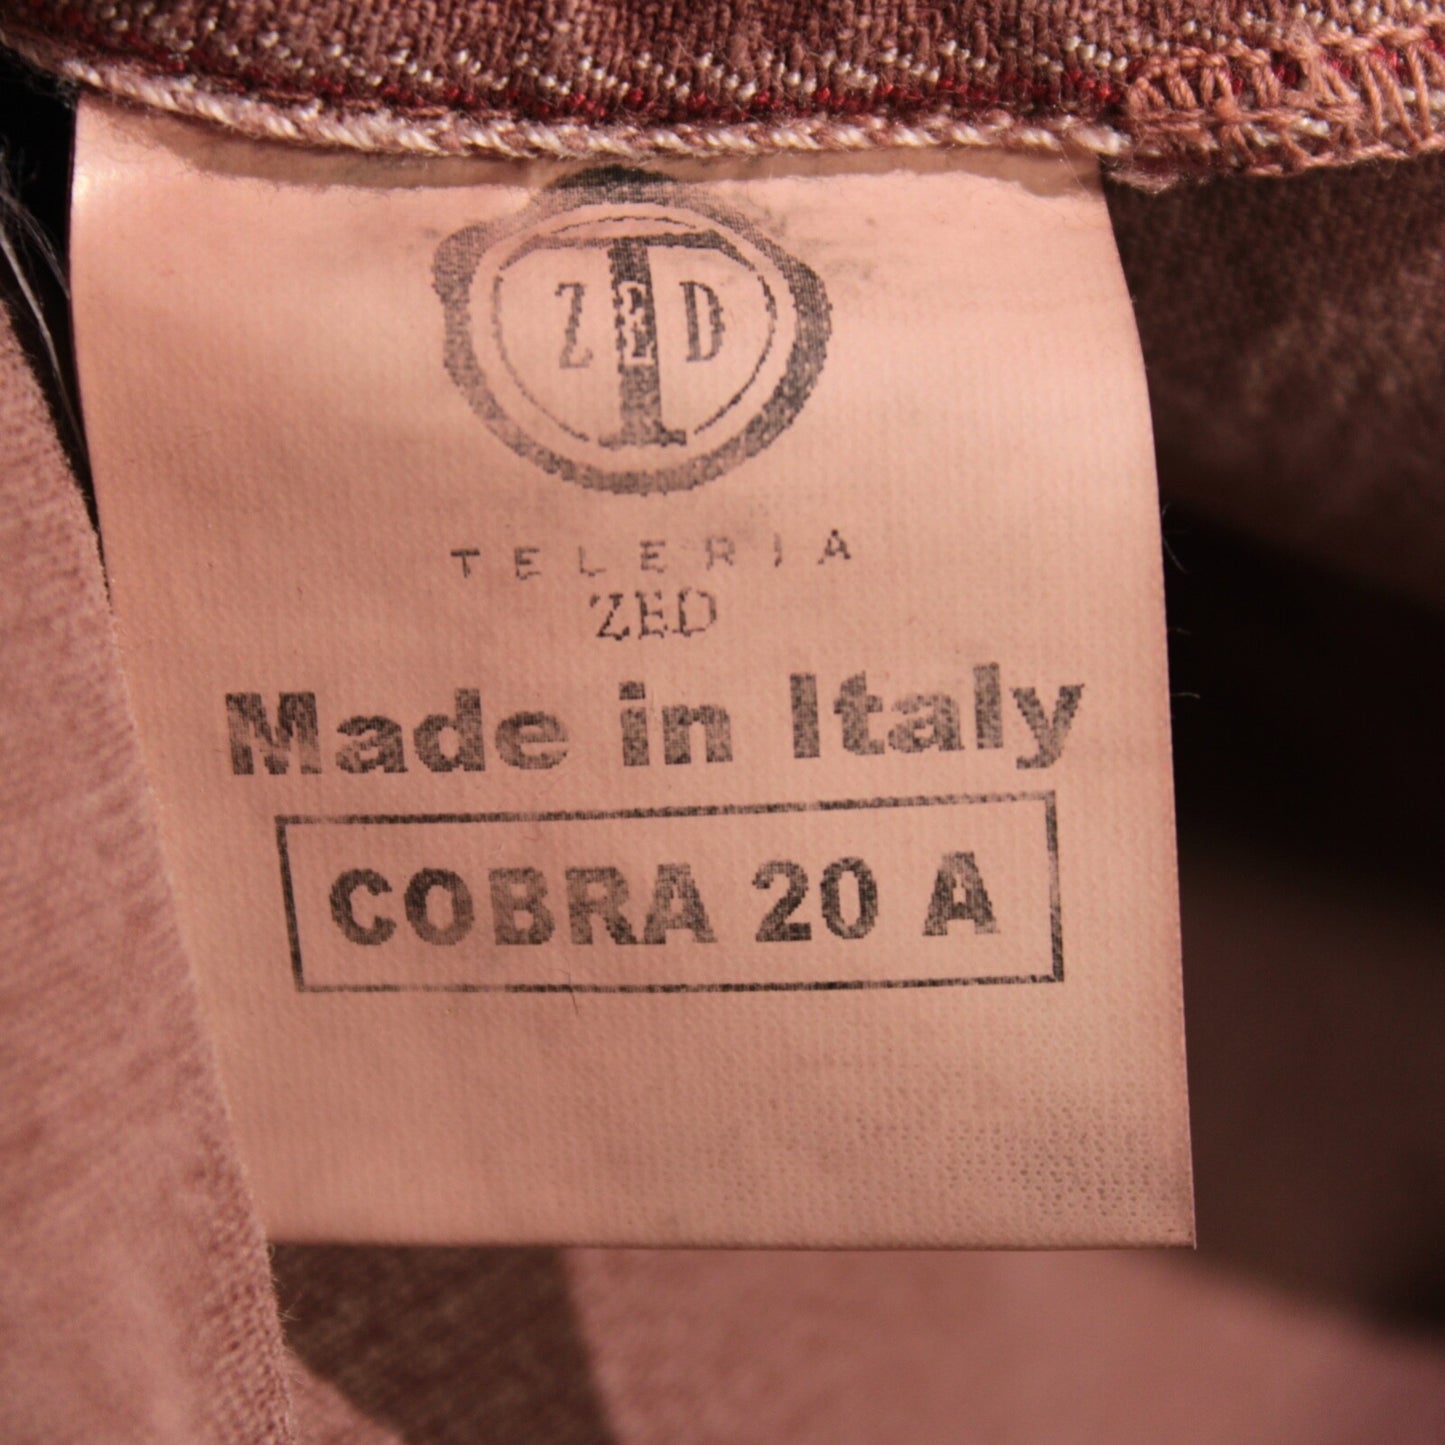 ZED
TELERIA
ZED
Made in Italy
COBRA 20 A